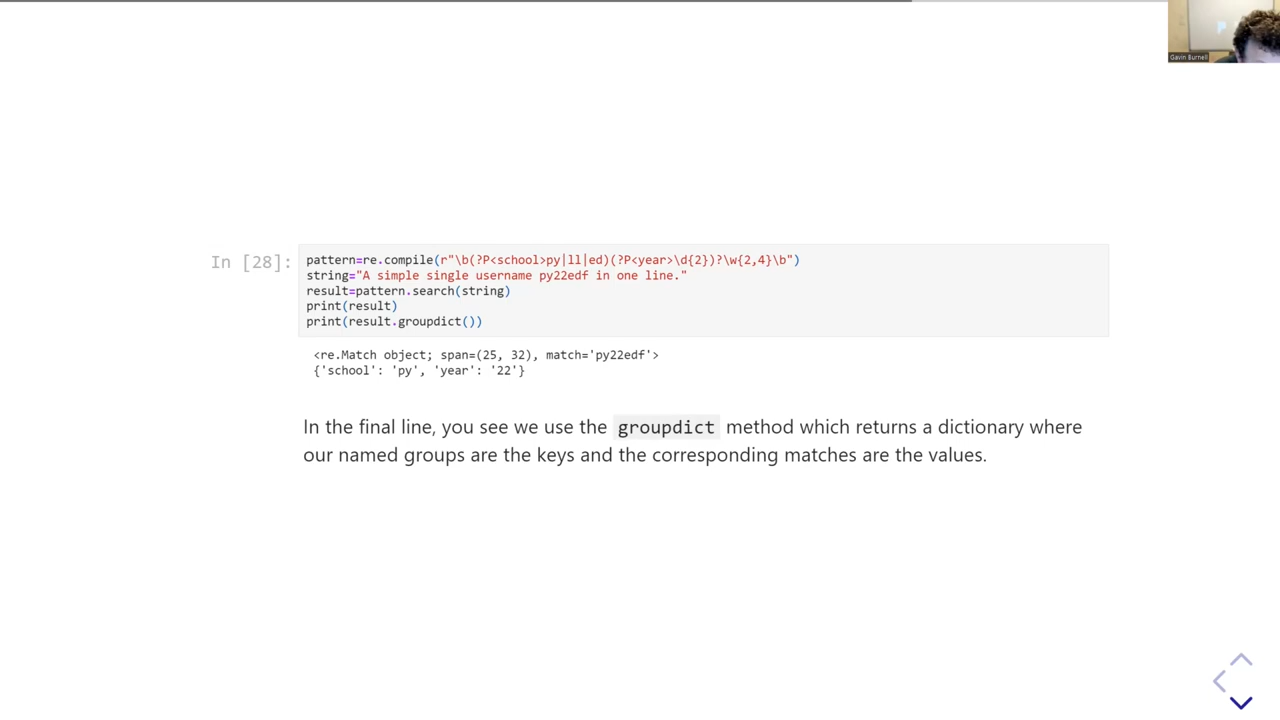 Gavin Burnell
In [28]:
pattern=re.compile(r"\b(?P<school>py|ll|ed)(?P<year>\d{2})?\w{2,4}\b")
string="A simple single username py22edf in one line."
result=pattern.search(string)
print(result)
print(result.groupdict())
<re.Match object; span=(25, 32), match='py22edf'>
{'school': 'py', 'year': '22'}
In the final line, you see we use the groupdict method which returns a dictionary where
our named groups are the keys and the corresponding matches are the values.